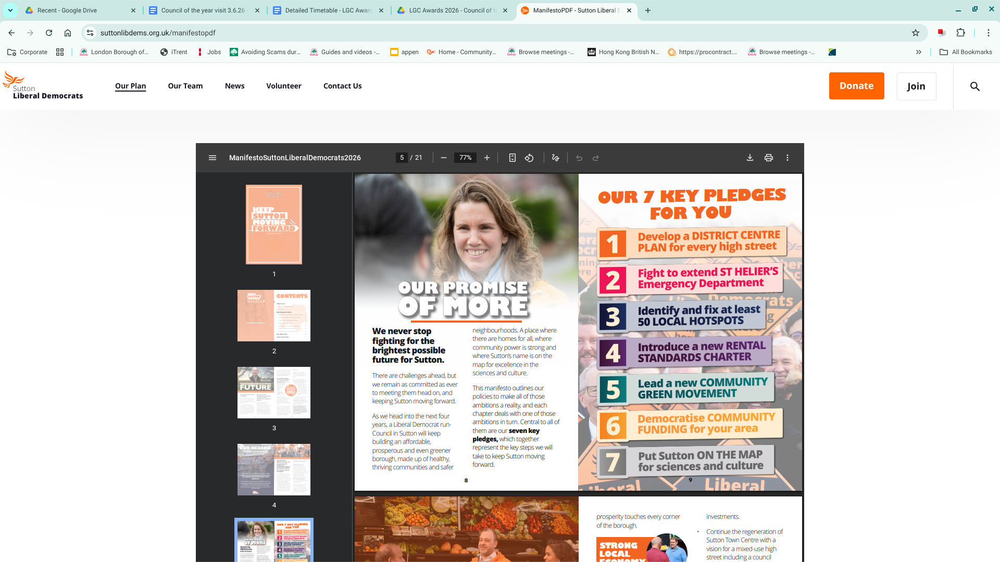 Recent - Google Drive
Council of the year visit 3.6.26 -
Detailed Timetable - LGC Awar
LGC Awards 2026 - Council of t
ManifestoPDF - Sutton Liberal D
suttonlibdems.org.uk/manifestopdf
Corporate
London Borough of...
iTrent
Jobs
Avoiding Scams dur...
Guides and videos -...
appen
Home - Community...
Browse meetings -...
Hong Kong British N...
https://procontract....
Browse meetings -...
All Bookmarks
Sutton
Liberal Democrats
Our Plan
Our Team
News
Volunteer
Contact Us
Donate
Join
ManifestoSuttonLiberalDemocrats2026
5 / 21
77%
KEEP
SUTTON
MOVING
FORWARD
1
KEEP
SUTTON
MOVING
FORWARD
CONTENTS
2
FUTURE
3
OUR RECORD
4
OUR PROMISE
OF MORE
We never stop
fighting for the
brightest possible
future for Sutton.
There are challenges ahead, but
we remain as committed as ever
to meeting them head on, and
keeping Sutton moving forward.
As we head into the next four
years, a Liberal Democrat run-
Council in Sutton will keep
building an affordable,
prosperous and even greener
borough, made up of healthy,
thriving communities and safer
neighbourhoods. A place where
there are homes for all, where
community power is strong and
where Sutton's name is on the
map for excellence in the
sciences and culture.
This manifesto outlines our
policies to make all of those
ambitions a reality, and each
chapter deals with one of those
ambitions in turn. Central to all of
them are our seven key
pledges, which together
represent the key steps we will
take to keep Sutton moving
forward.
8
OUR 7 KEY PLEDGES
FOR YOU
1
Develop a DISTRICT CENTRE
PLAN for every high street
2
Fight to extend ST HELIER'S
Emergency Department
3
Identify and fix at least
50 LOCAL HOTSPOTS
4
Introduce a new RENTAL
STANDARDS CHARTER
5
Lead a new COMMUNITY
GREEN MOVEMENT
6
Democratise COMMUNITY
FUNDING for your area
7
Put Sutton ON THE MAP
for sciences and culture
9
Liberal
prosperity touches every corner
of the borough.
STRONG
LOCAL
ECONOMY
investments.
• Continue the regeneration of
Sutton Town Centre with a
vision for a mixed-use high
street including a council